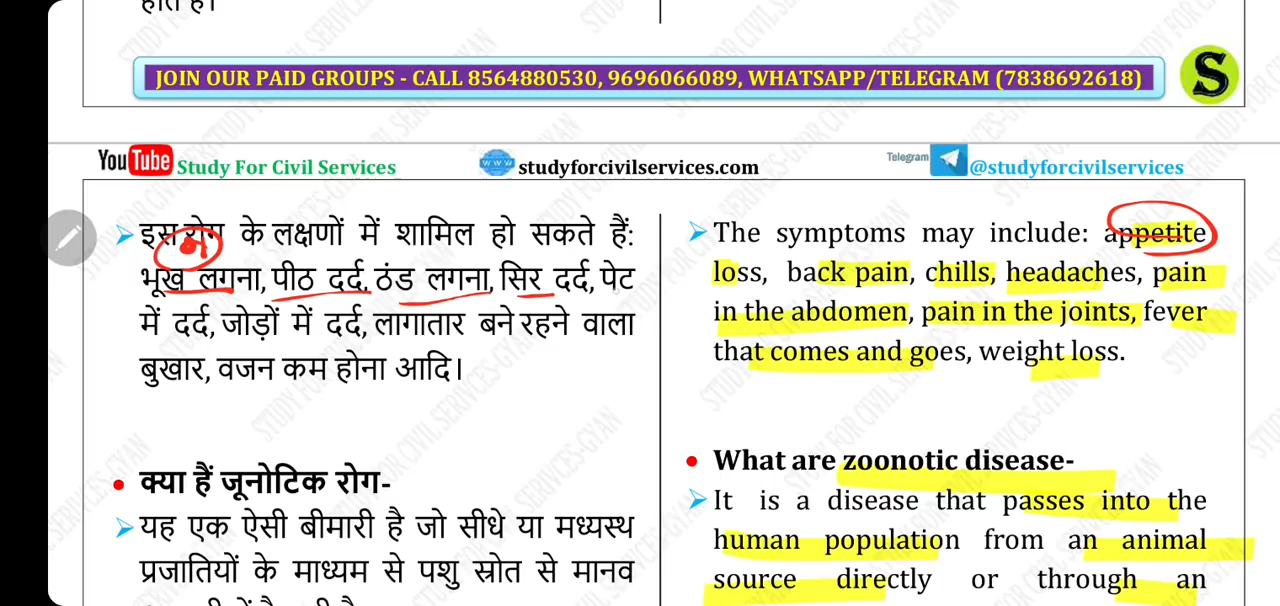 होते हैं।
JOIN OUR PAID GROUPS - CALL 8564880530, 9696066089, WHATSAPP/TELEGRAM (7838692618)
S
YouTube Study For Civil Services
www studyforcivilservices.com
Telegram @studyforcivilservices
इस रोग के लक्षणों में शामिल हो सकते हैं:
भूख लगना, पीठ दर्द, ठंड लगना, सिर दर्द, पेट
में दर्द, जोड़ों में दर्द, लागातार बने रहने वाला
बुखार, वजन कम होना आदि।
क्या हैं जूनोटिक रोग-
यह एक ऐसी बीमारी है जो सीधे या मध्यस्थ
प्रजातियों के माध्यम से पशु स्रोत से मानव
The symptoms may include: appetite
loss, back pain, chills, headaches, pain
in the abdomen, pain in the joints, fever
that comes and goes, weight loss.
What are zoonotic disease-
It is a disease that passes into the
human population from an animal
source directly or through an